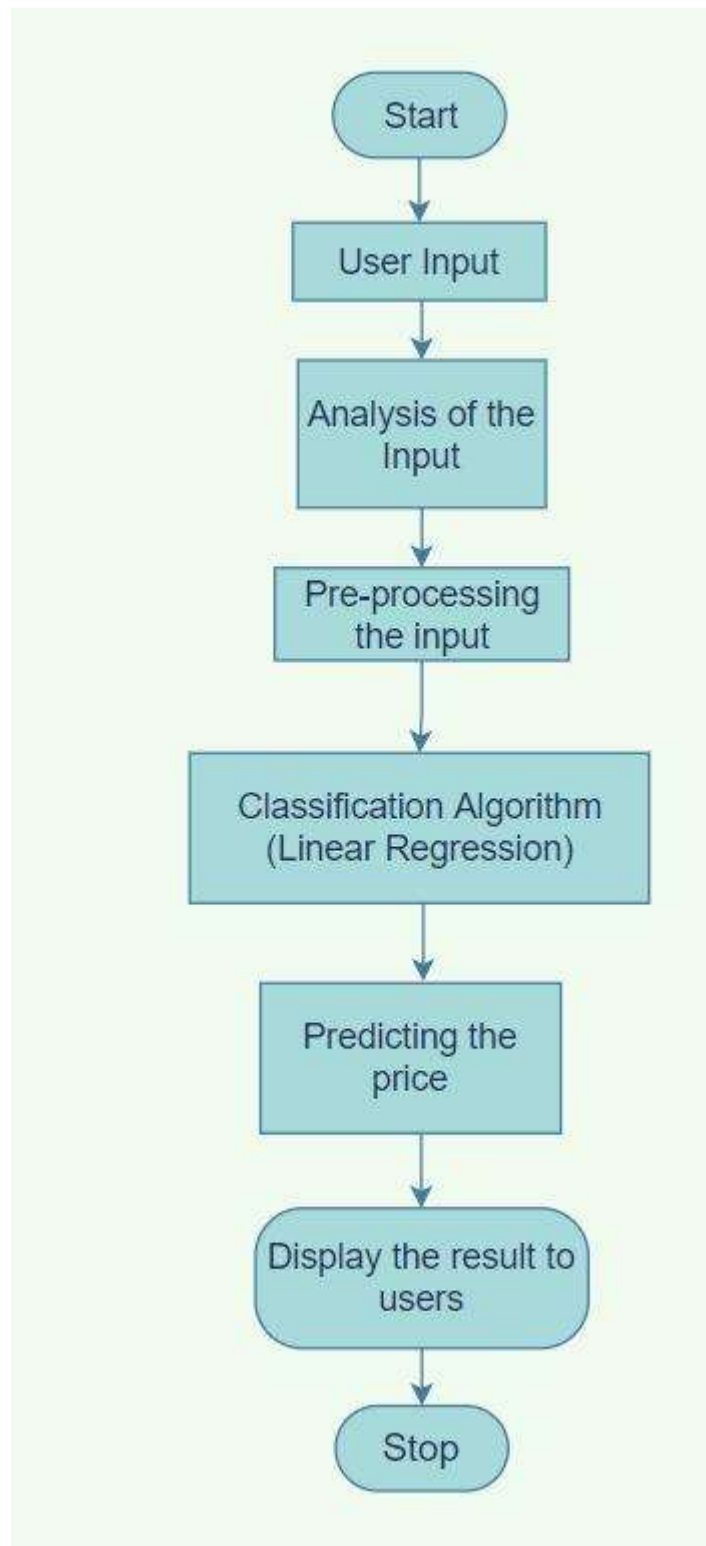 Start
User Input
Analysis of the
Input
Pre-processing
the input
Classification Algorithm
(Linear Regression)
Predicting the
price
Display the result to
users
Stop